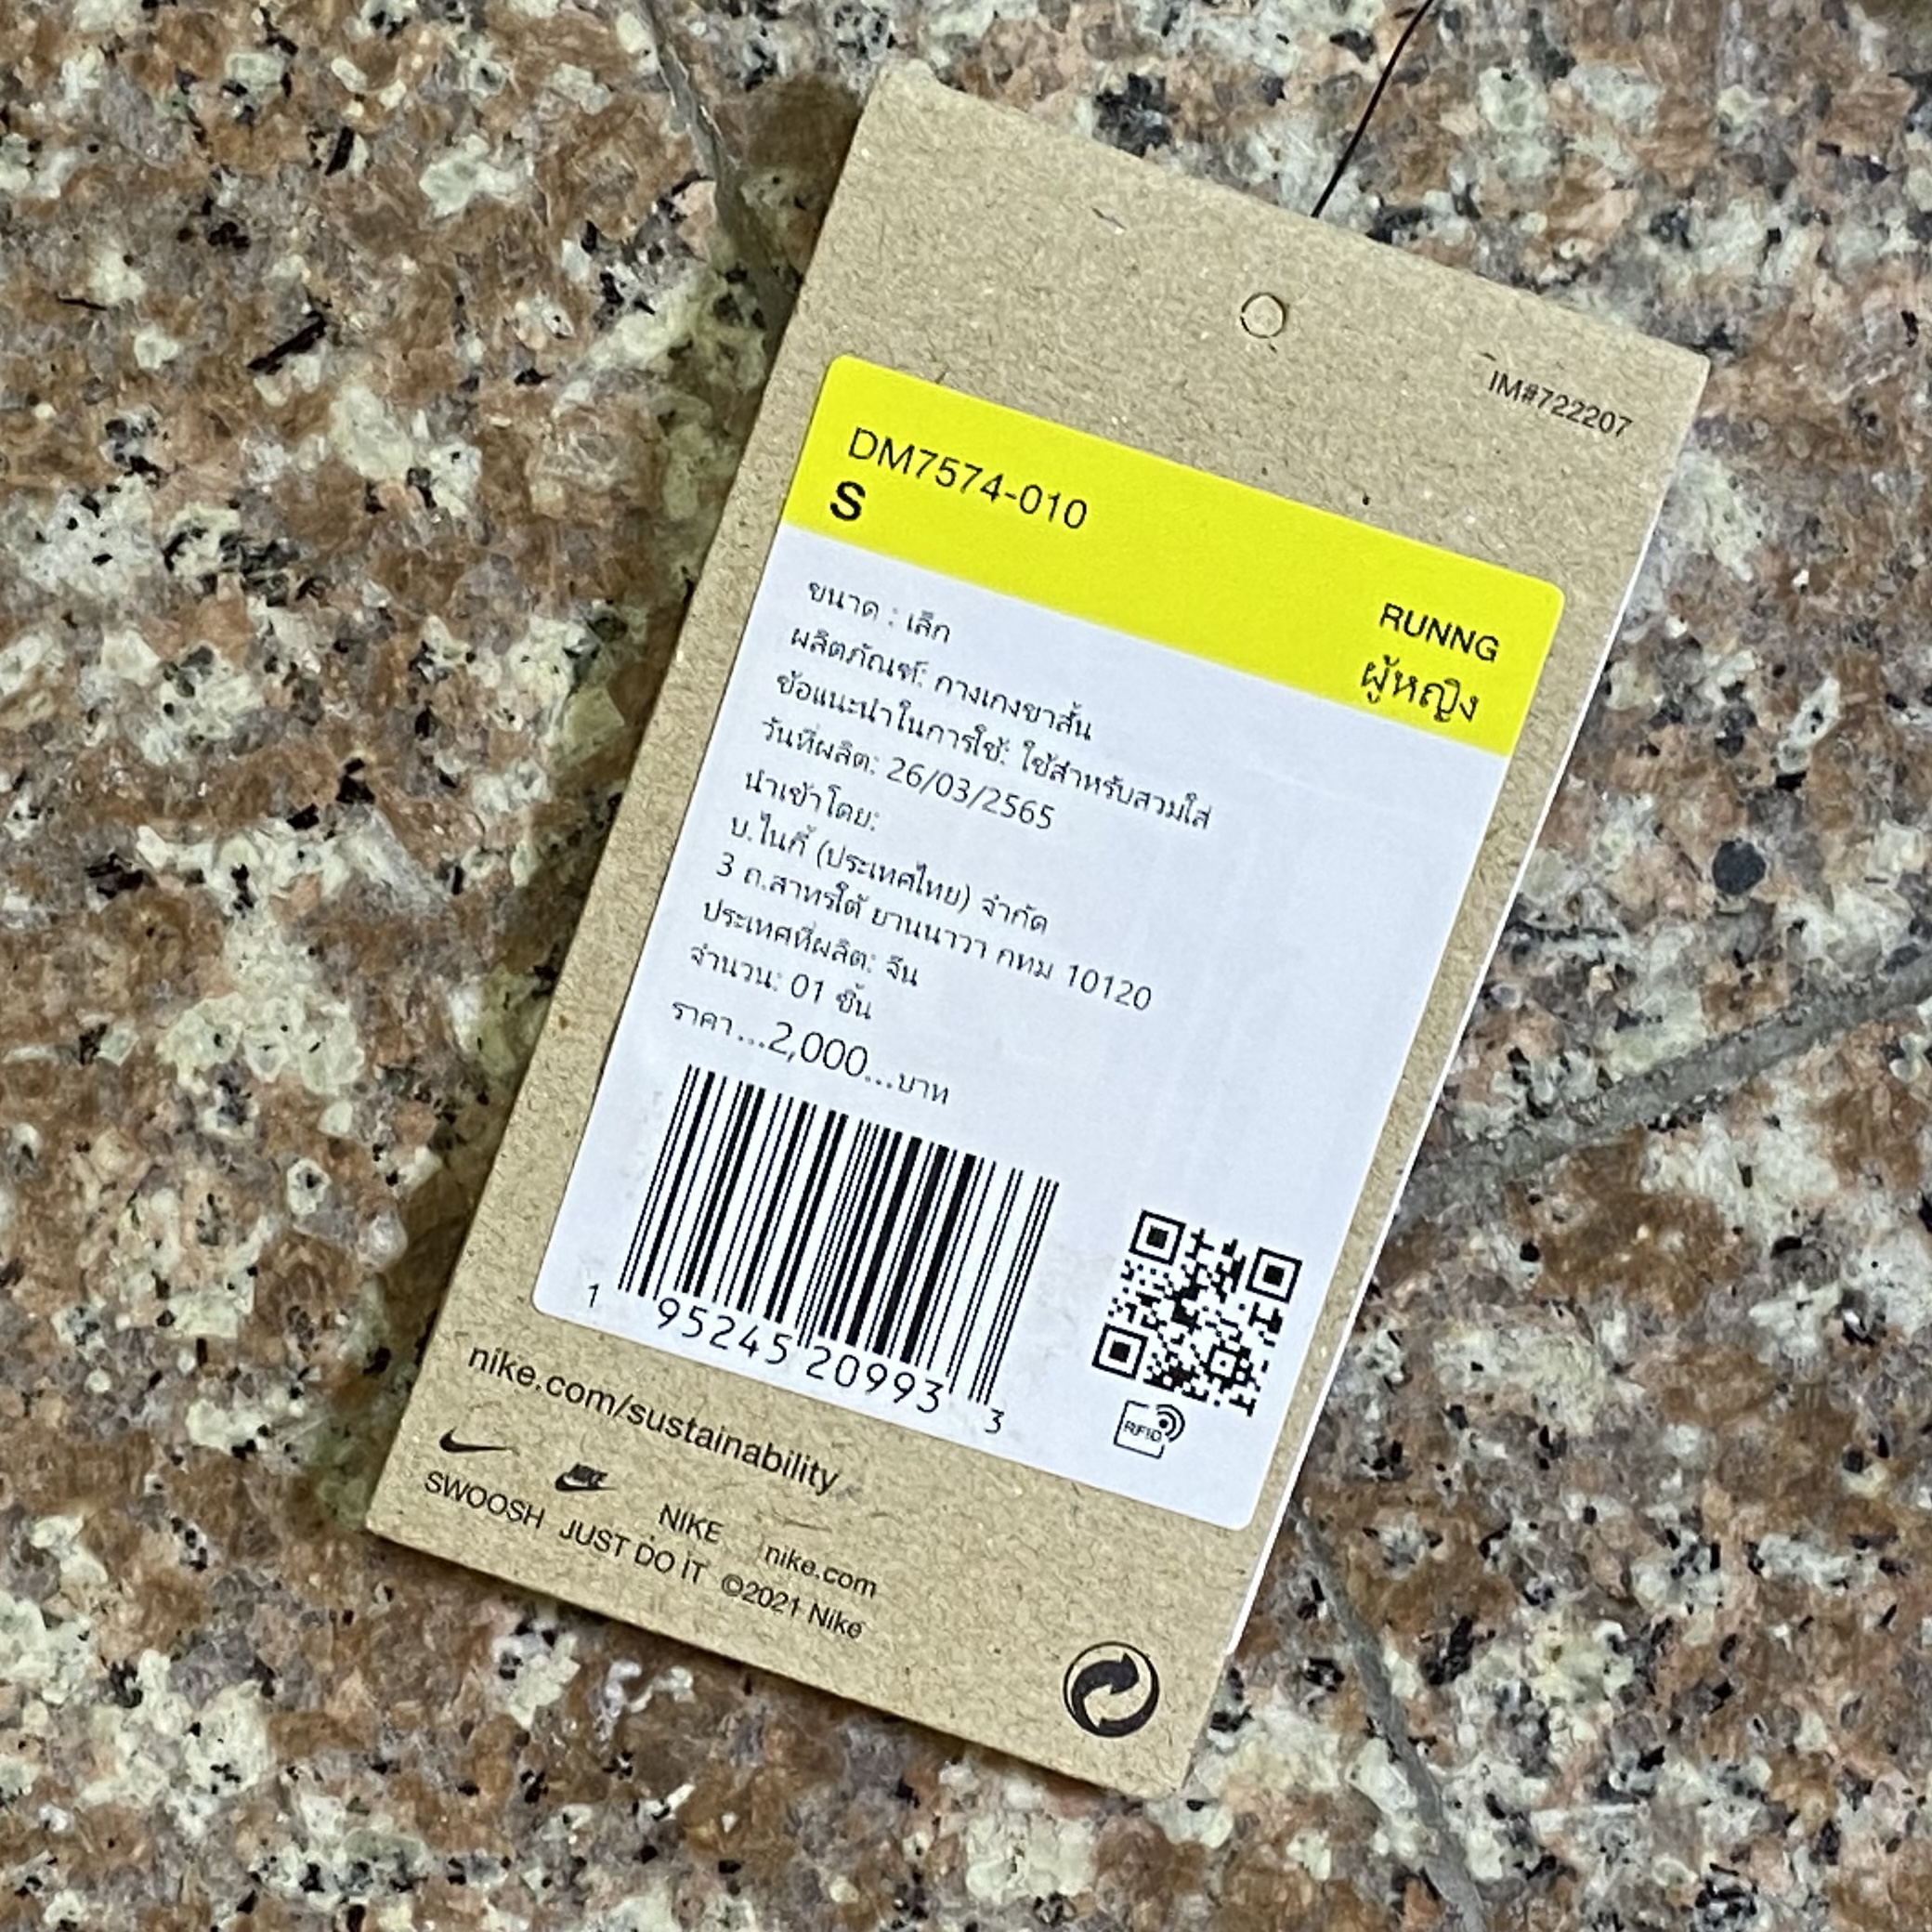 IM#722207
DM7574-010
S
RUNNG
ผู้หญิง
ขนาด : เล็ก
ผลิตภัณฑ์: กางเกงขาสั้น
ข้อแนะนำในการใช้: ใช้สำหรับสวมใส่
วันที่ผลิต: 26/03/2565
นำเข้าโดย:
บ.ไนกี้ (ประเทศไทย) จำกัด
3 ถ.สาทรใต้ ยานนาวา กทม 10120
ประเทศที่ผลิต: จีน
จำนวน: 01 ชิ้น
ราคา...2,000...บาท
1 95245 20993 3
RFID
nike.com/sustainability
NIKE NIKE nike.com
SWOOSH JUST DO IT ©2021 Nike